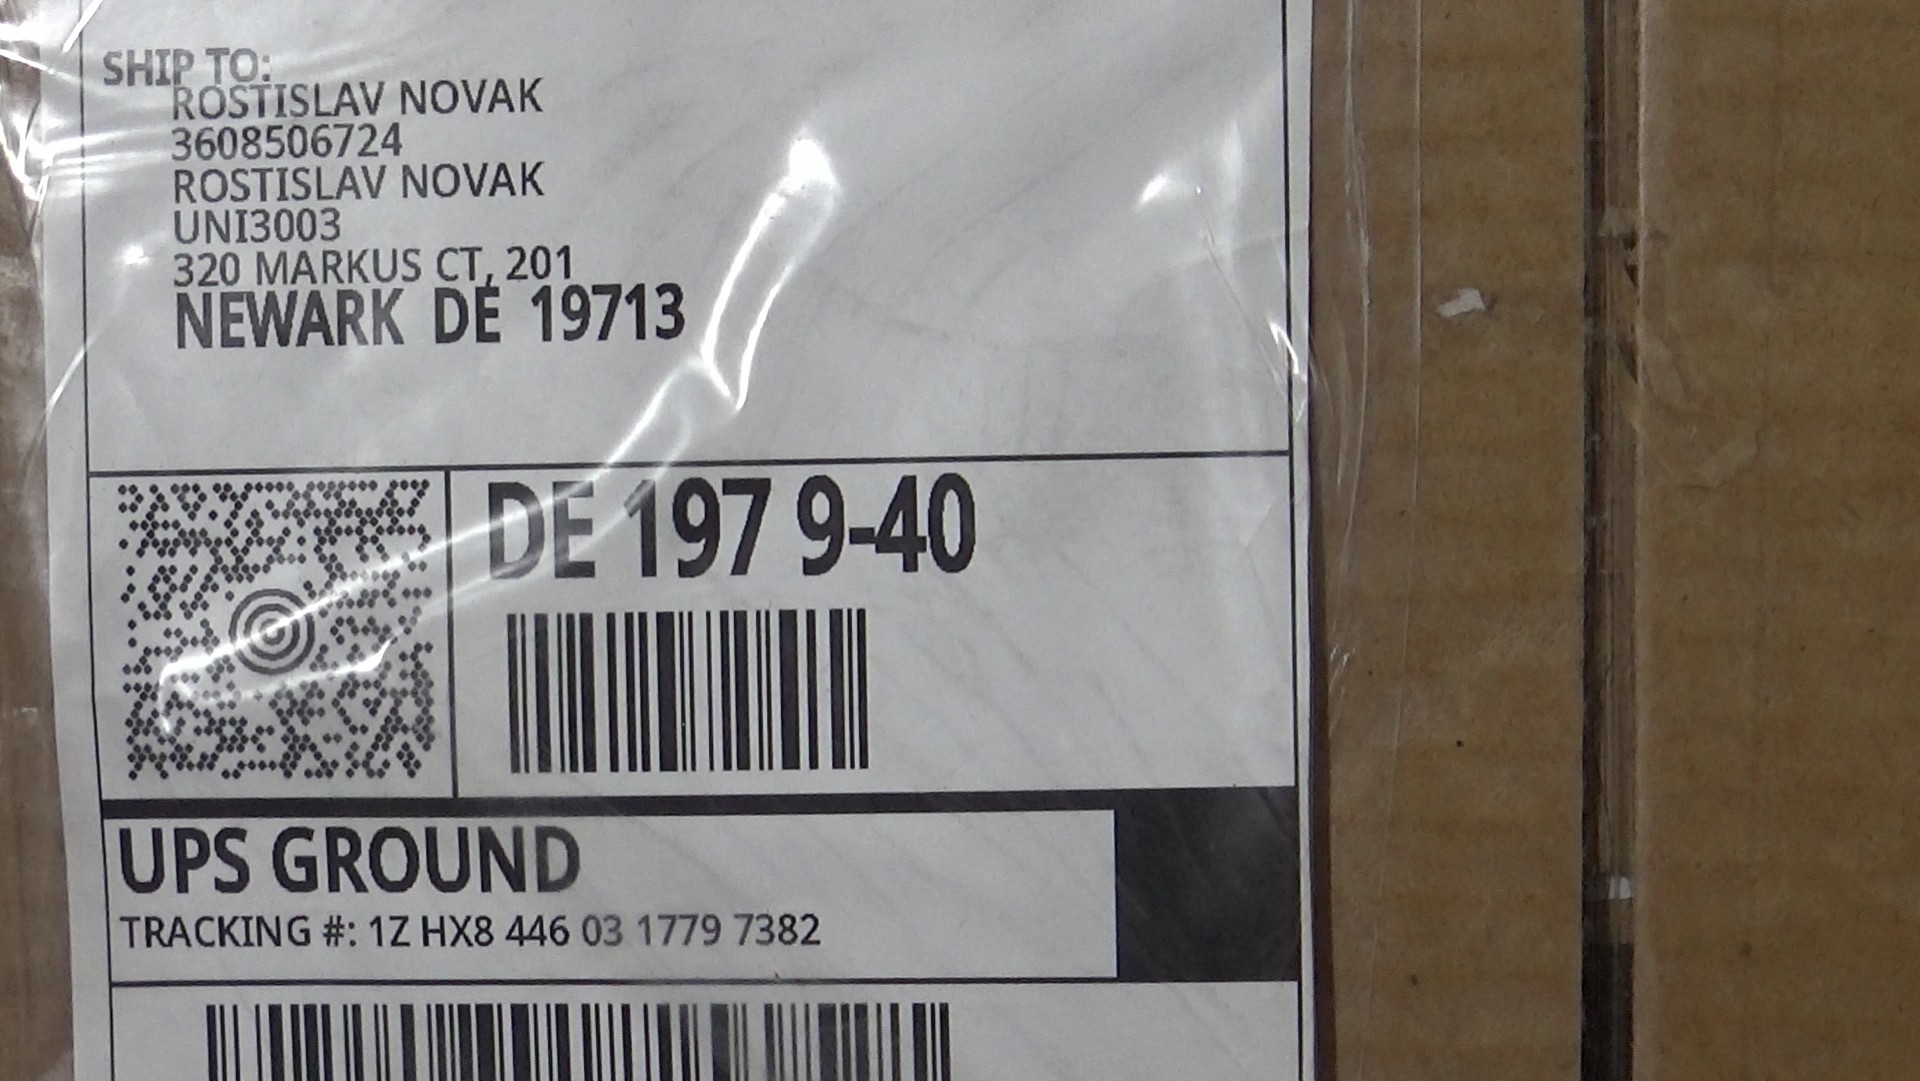 SHIP TO:
ROSTISLAV NOVAK
3608506724
ROSTISLAV NOVAK
UNI3003
320 MARKUS CT, 201
NEWARK DE 19713
DE 197 9-40
UPS GROUND
TRACKING #: 1Z HX8 446 03 1779 7382